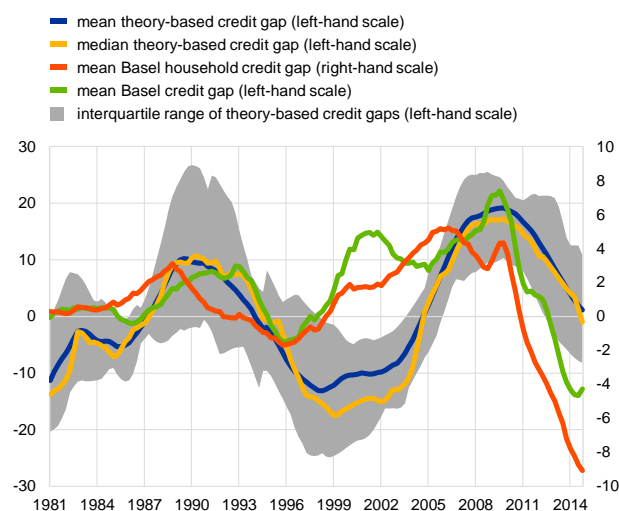 mean theory-based credit gap (left-hand scale)
median theory-based credit gap (left-hand scale)
mean Basel household credit gap (right-hand scale)
mean Basel credit gap (left-hand scale)
interquartile range of theory-based credit gaps (left-hand scale)
30 10
8
20
6
4
10
2
0 0
-2
-10
-4
-6
-20
-8
-30 -10
1981 1984 1987 1990 1993 1996 1999 2002 2005 2008 2011 2014